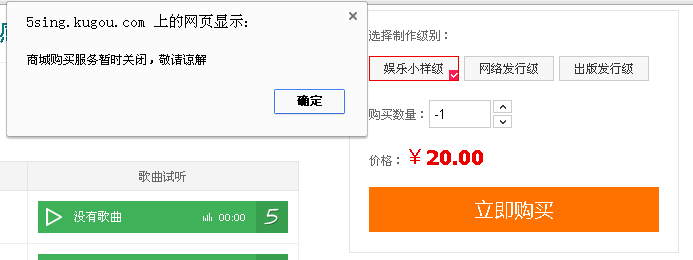 5sing.kugou.com 上的网页显示：
商城购买服务暂时关闭，敬请谅解
确定
选择制作级别：
娱乐小样级 网络发行级 出版发行级
购买数量： -1
价格： ￥20.00
立即购买
歌曲试听
没有歌曲 00:00 5